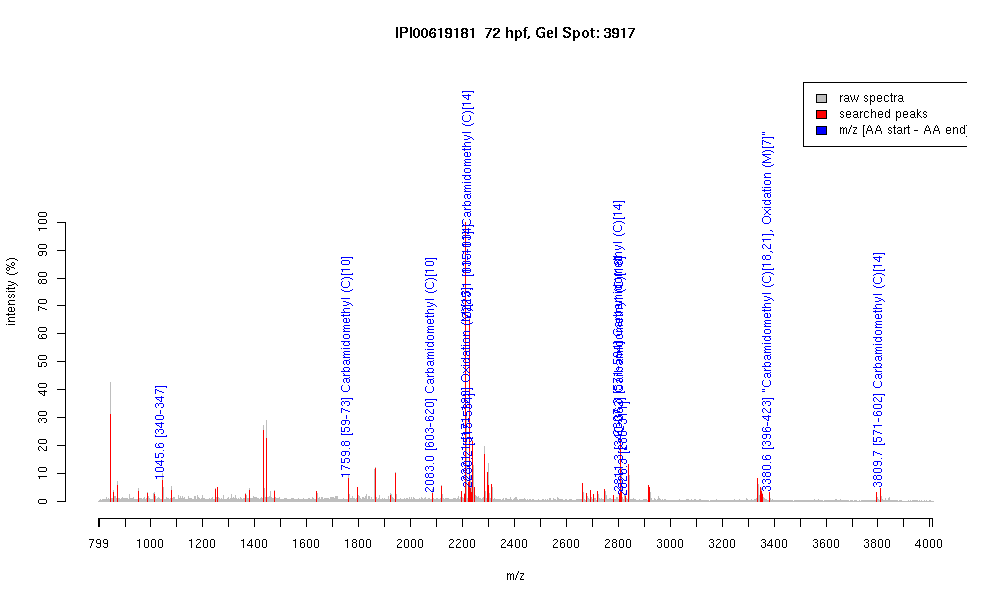 IPI00619181 72 hpf, Gel Spot: 3917
raw spectra
searched peaks
m/z [AA start - AA end]
intensity (%)
0
10
20
30
40
50
60
70
80
90
100
1045.6 [340-347]
1759.8 [59-73] Carbamidomethyl (C)[10]
2083.0 [603-620] Carbamidomethyl (C)[10]
Carbamidomethyl (C)[14]
Oxidation (M)
Carbamidomethyl (C)[14]
3380.6 [396-423] "Carbamidomethyl (C)[18,21], Oxidation (M)[7]"
3809.7 [571-602] Carbamidomethyl (C)[14]
799 1000 1200 1400 1600 1800 2000 2200 2400 2600 2800 3000 3200 3400 3600 3800 4000
m/z